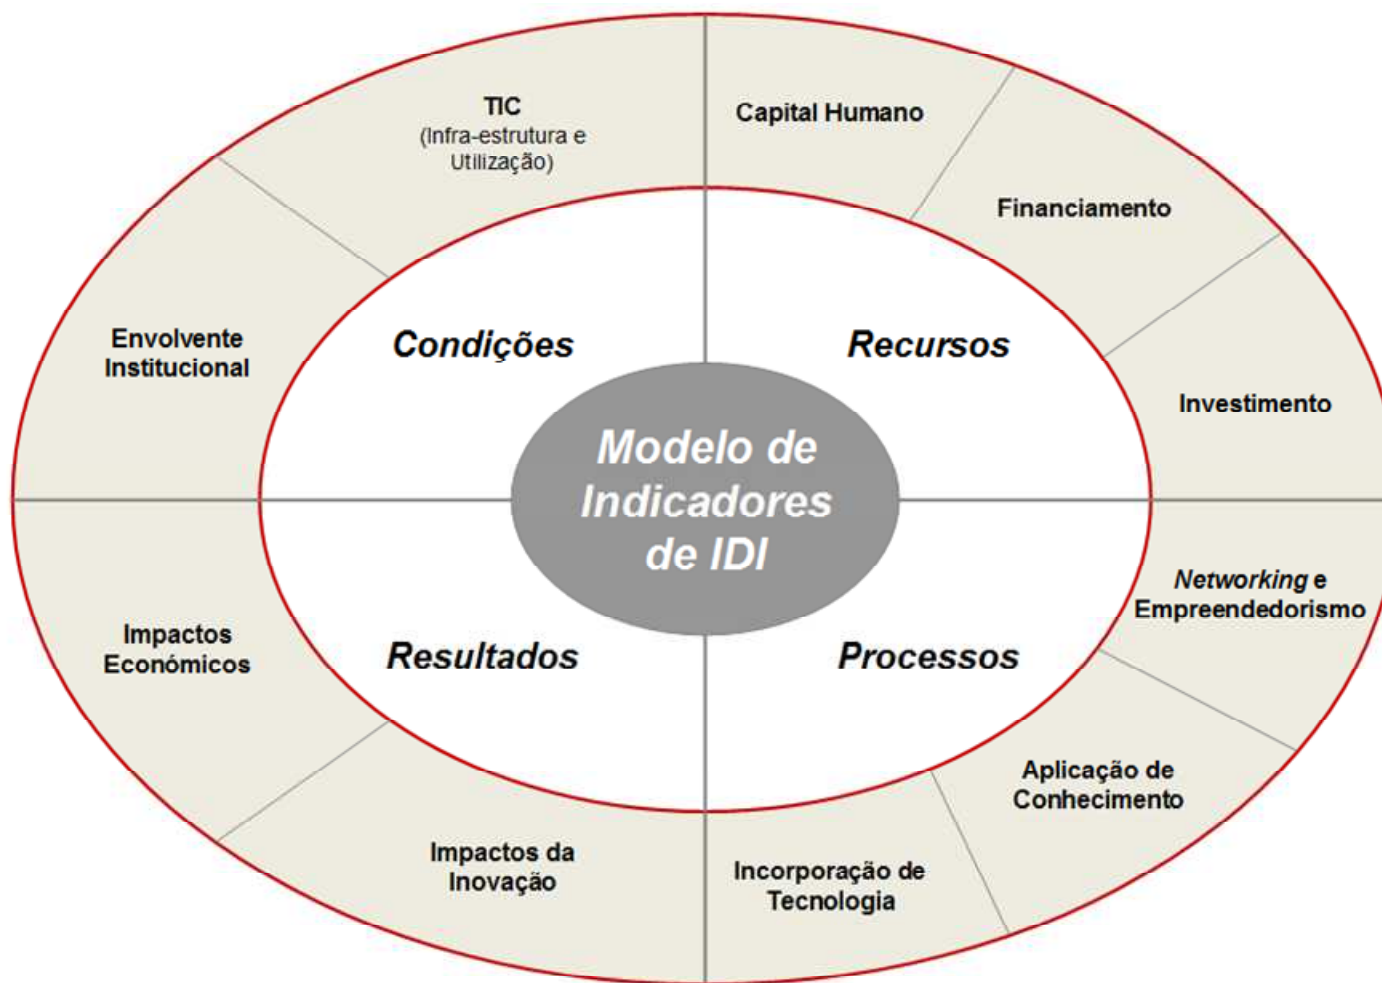 TIC
(Infra-estrutura e
Utilização)
Capital Humano
Financiamento
Envolvente
Institucional
Condições
Recursos
Investimento
Modelo de
Indicadores
de IDI
Networking e
Empreendedorismo
Impactos
Económicos
Resultados
Processos
Aplicação de
Conhecimento
Impactos da
Inovação
Incorporação de
Tecnologia